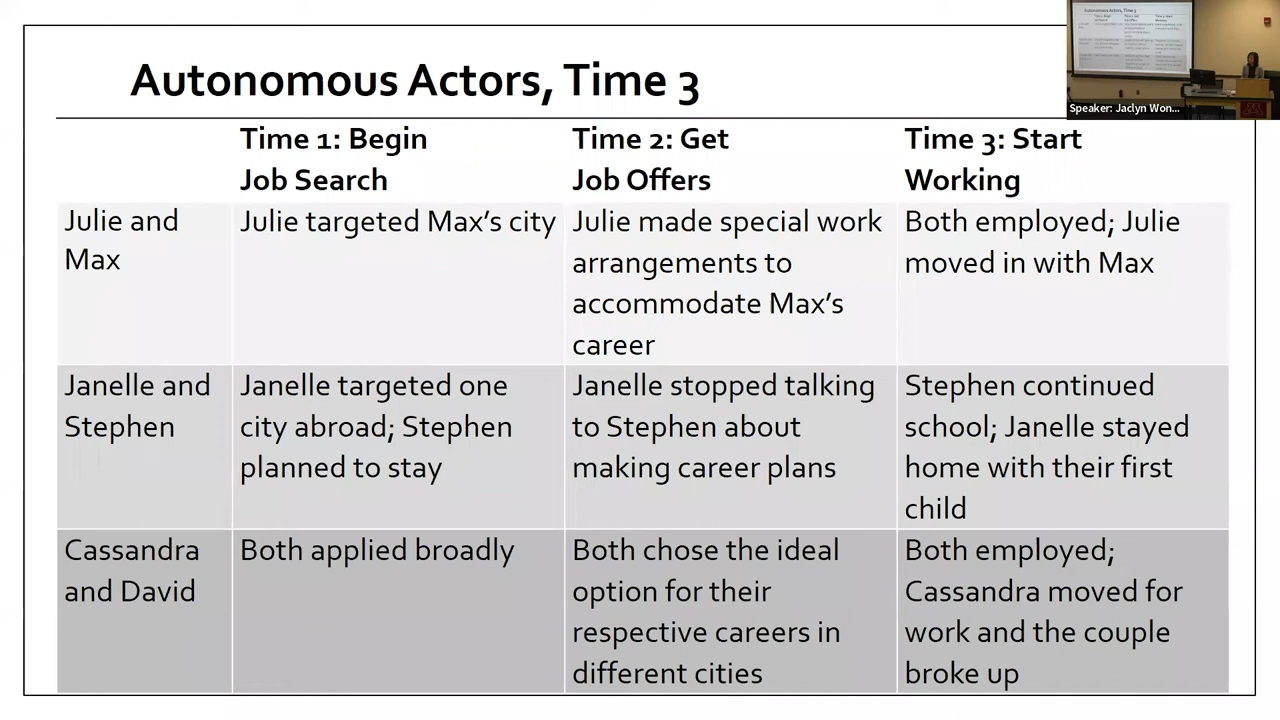 Autonomous Actors, Time 3
Speaker: Jaclyn Won...
Time 1: Begin
Job Search
Time 2: Get
Job Offers
Time 3: Start
Working
Julie and
Max
Julie targeted Max’s city
Julie made special work
arrangements to
accommodate Max’s
career
Both employed; Julie
moved in with Max
Janelle and
Stephen
Janelle targeted one
city abroad; Stephen
planned to stay
Janelle stopped talking
to Stephen about
making career plans
Stephen continued
school; Janelle stayed
home with their first
child
Cassandra
and David
Both applied broadly
Both chose the ideal
option for their
respective careers in
different cities
Both employed;
Cassandra moved for
work and the couple
broke up